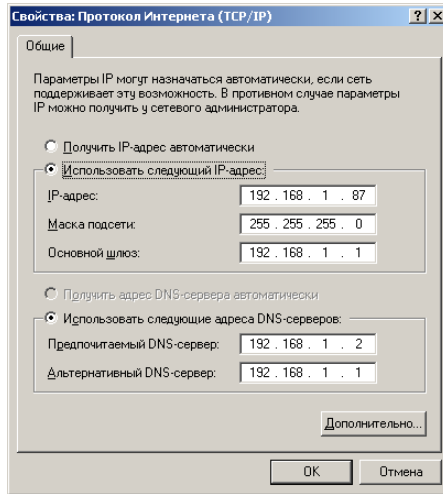 Свойства: Протокол Интернета (TCP/IP)
Общие
Параметры IP могут назначаться автоматически, если сеть
поддерживает эту возможность. В противном случае параметры
IP можно получить у сетевого администратора.
Получить IP-адрес автоматически
Использовать следующий IP-адрес:
IP-адрес: 192 . 168 . 1 . 87
Маска подсети: 255 . 255 . 255 . 0
Основной шлюз: 192 . 168 . 1 . 1
Получить адрес DNS-сервера автоматически
Использовать следующие адреса DNS-серверов:
Предпочитаемый DNS-сервер: 192 . 168 . 1 . 2
Альтернативный DNS-сервер: 192 . 168 . 1 . 1
Дополнительно...
OK Отмена